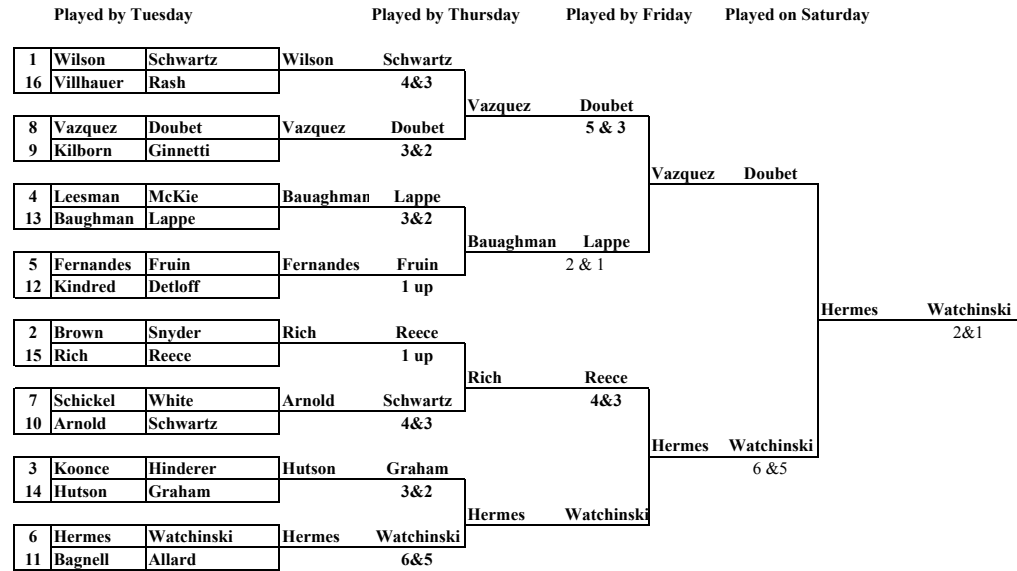 Played by Tuesday Played by Thursday Played by Friday Played on Saturday
1 Wilson Schwartz Wilson Schwartz
16 Villhauer Rash 4&3
Vazquez Doubet
8 Vazquez Doubet Vazquez Doubet 5 & 3
9 Kilborn Ginnetti 3&2
Vazquez Doubet
4 Leesman McKie Bauaghman Lappe
13 Baughman Lappe 3&2
Bauaghman Lappe
5 Fernandes Fruin Fernandes Fruin 2 & 1
12 Kindred Detloff 1 up
Hermes Watchinski
2 Brown Snyder Rich Reece 2&1
15 Rich Reece 1 up
Rich Reece
7 Schickel White Arnold Schwartz 4&3
10 Arnold Schwartz 4&3
Hermes Watchinski
3 Koonce Hinderer Hutson Graham 6 &5
14 Hutson Graham 3&2
Hermes Watchinski
6 Hermes Watchinski Hermes Watchinski
11 Bagnell Allard 6&5